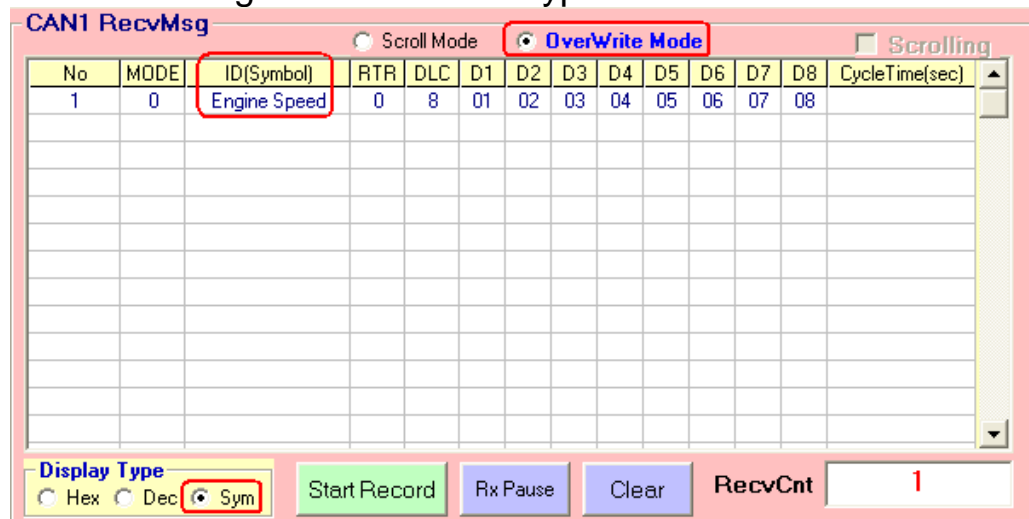 CAN1 RecvMsg
Scroll Mode OverWrite Mode Scrolling
No MODE ID(Symbol) RTR DLC D1 D2 D3 D4 D5 D6 D7 D8 CycleTime(sec)
1 0 Engine Speed 0 8 01 02 03 04 05 06 07 08
Display Type
Hex Dec Sym Start Record Rx Pause Clear RecvCnt 1